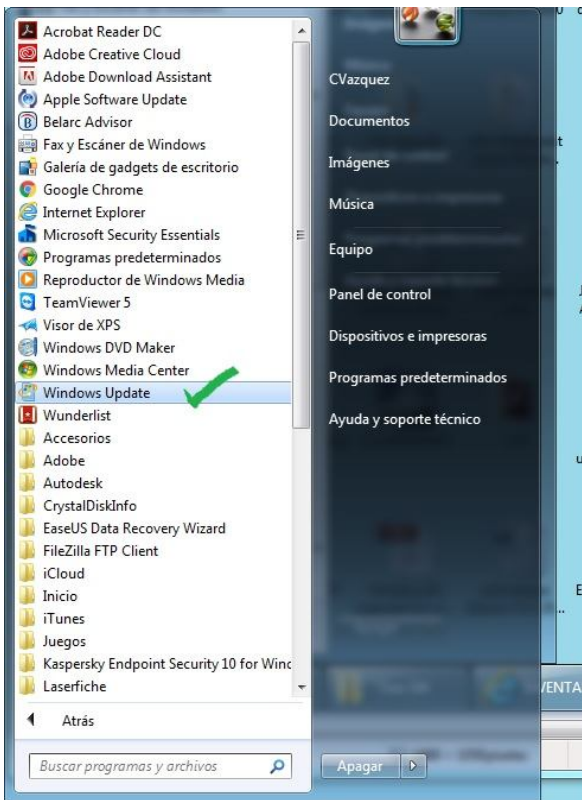 Acrobat Reader DC
Adobe Creative Cloud
Adobe Download Assistant
Apple Software Update
Belarc Advisor
Fax y Escáner de Windows
Galería de gadgets de escritorio
Google Chrome
Internet Explorer
Microsoft Security Essentials
Programas predeterminados
Reproductor de Windows Media
TeamViewer 5
Visor de XPS
Windows DVD Maker
Windows Media Center
Windows Update
Wunderlist
Accesorios
Adobe
Autodesk
CrystalDiskInfo
EaseUS Data Recovery Wizard
FileZilla FTP Client
iCloud
Inicio
iTunes
Juegos
Kaspersky Endpoint Security 10 for Winc
Laserfiche
Atrás
Buscar programas y archivos
CVazquez
Documentos
Imágenes
Música
Equipo
Panel de control
Dispositivos e impresoras
Programas predeterminados
Ayuda y soporte técnico
Apagar